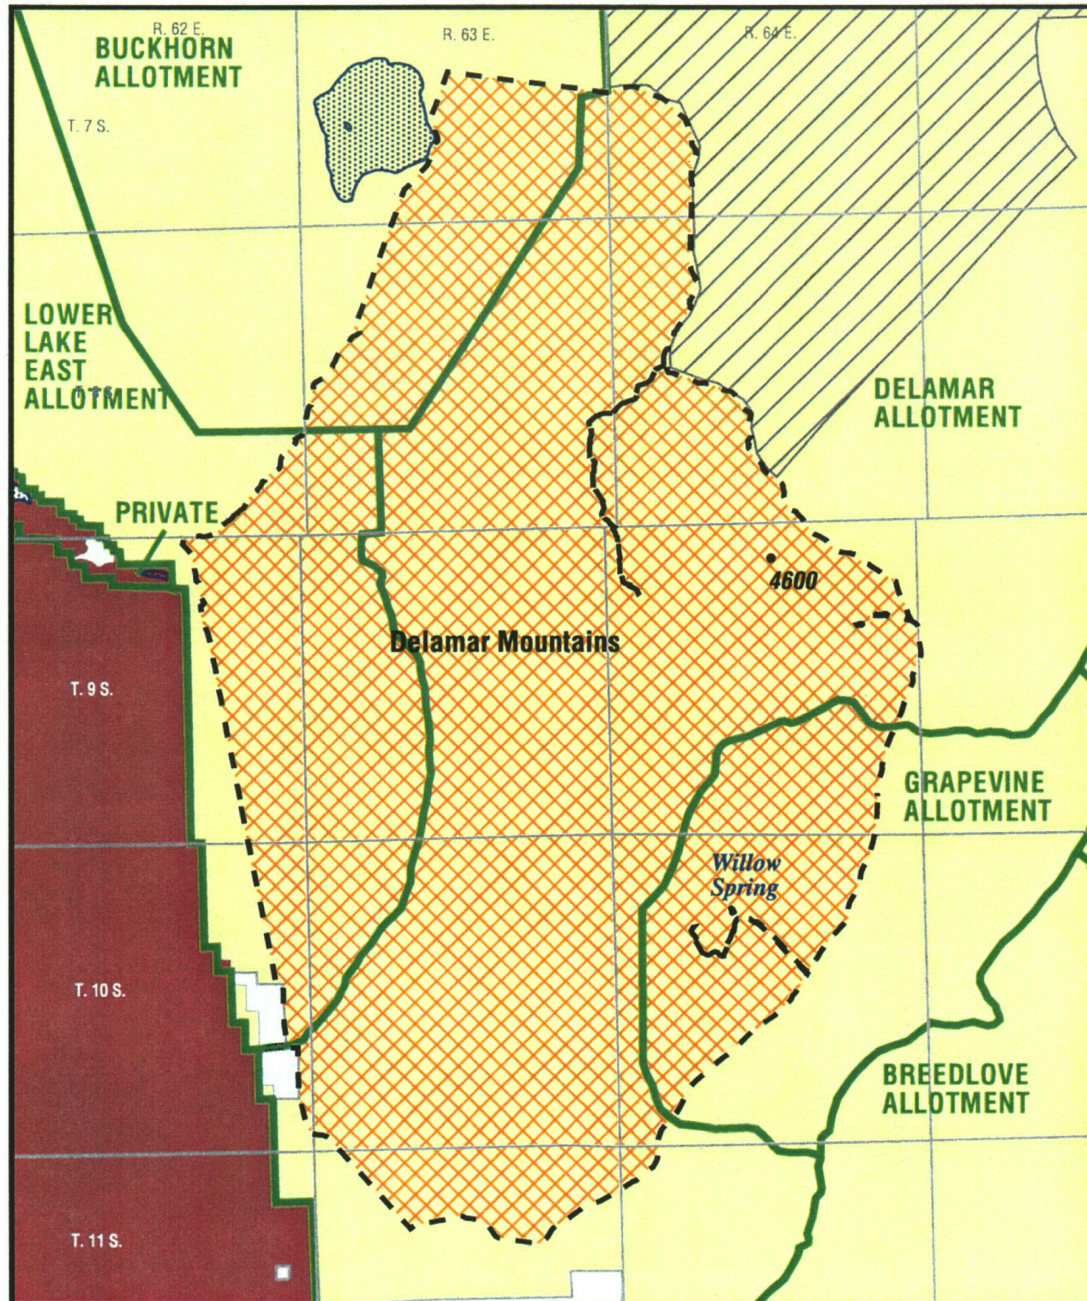 R. 62 E.
R. 63 E.
R. 64 E.
BUCKHORN
ALLOTMENT
T. 7 S.
LOWER
LAKE
EAST
ALLOTMENT
DELAMAR
ALLOTMENT
PRIVATE
4600
Delamar Mountains
T. 9 S.
GRAPEVINE
ALLOTMENT
Willow
Spring
T. 10 S.
BREEDLOVE
ALLOTMENT
T. 11 S.